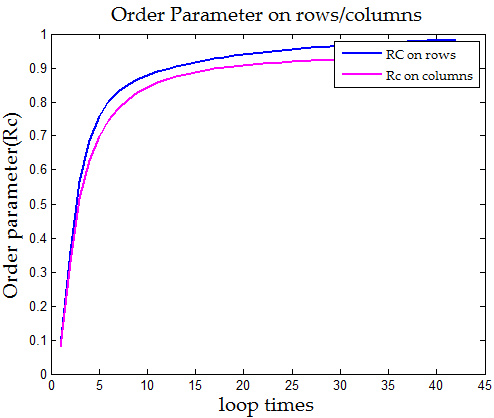 Order Parameter on rows/columns
1
0.9
0.8
0.7
0.6
0.5
0.4
0.3
0.2
0.1
0
Order parameter(Rc)
RC on rows
Rc on columns
0 5 10 15 20 25 30 35 40 45
loop times